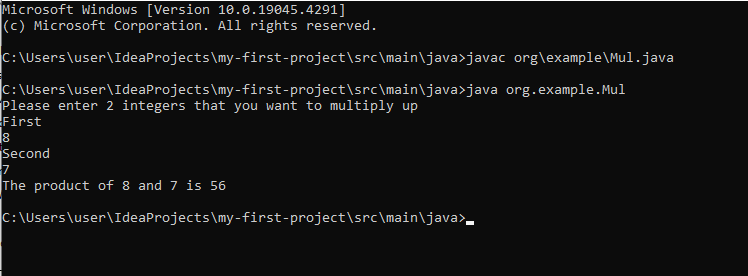 Microsoft Windows [Version 10.0.19045.4291]
(c) Microsoft Corporation. All rights reserved.
C:\Users\user\IdeaProjects\my-first-project\src\main\java>javac org\example\Mul.java
C:\Users\user\IdeaProjects\my-first-project\src\main\java>java org.example.Mul
Please enter 2 integers that you want to multiply up
First
8
Second
7
The product of 8 and 7 is 56
C:\Users\user\IdeaProjects\my-first-project\src\main\java>